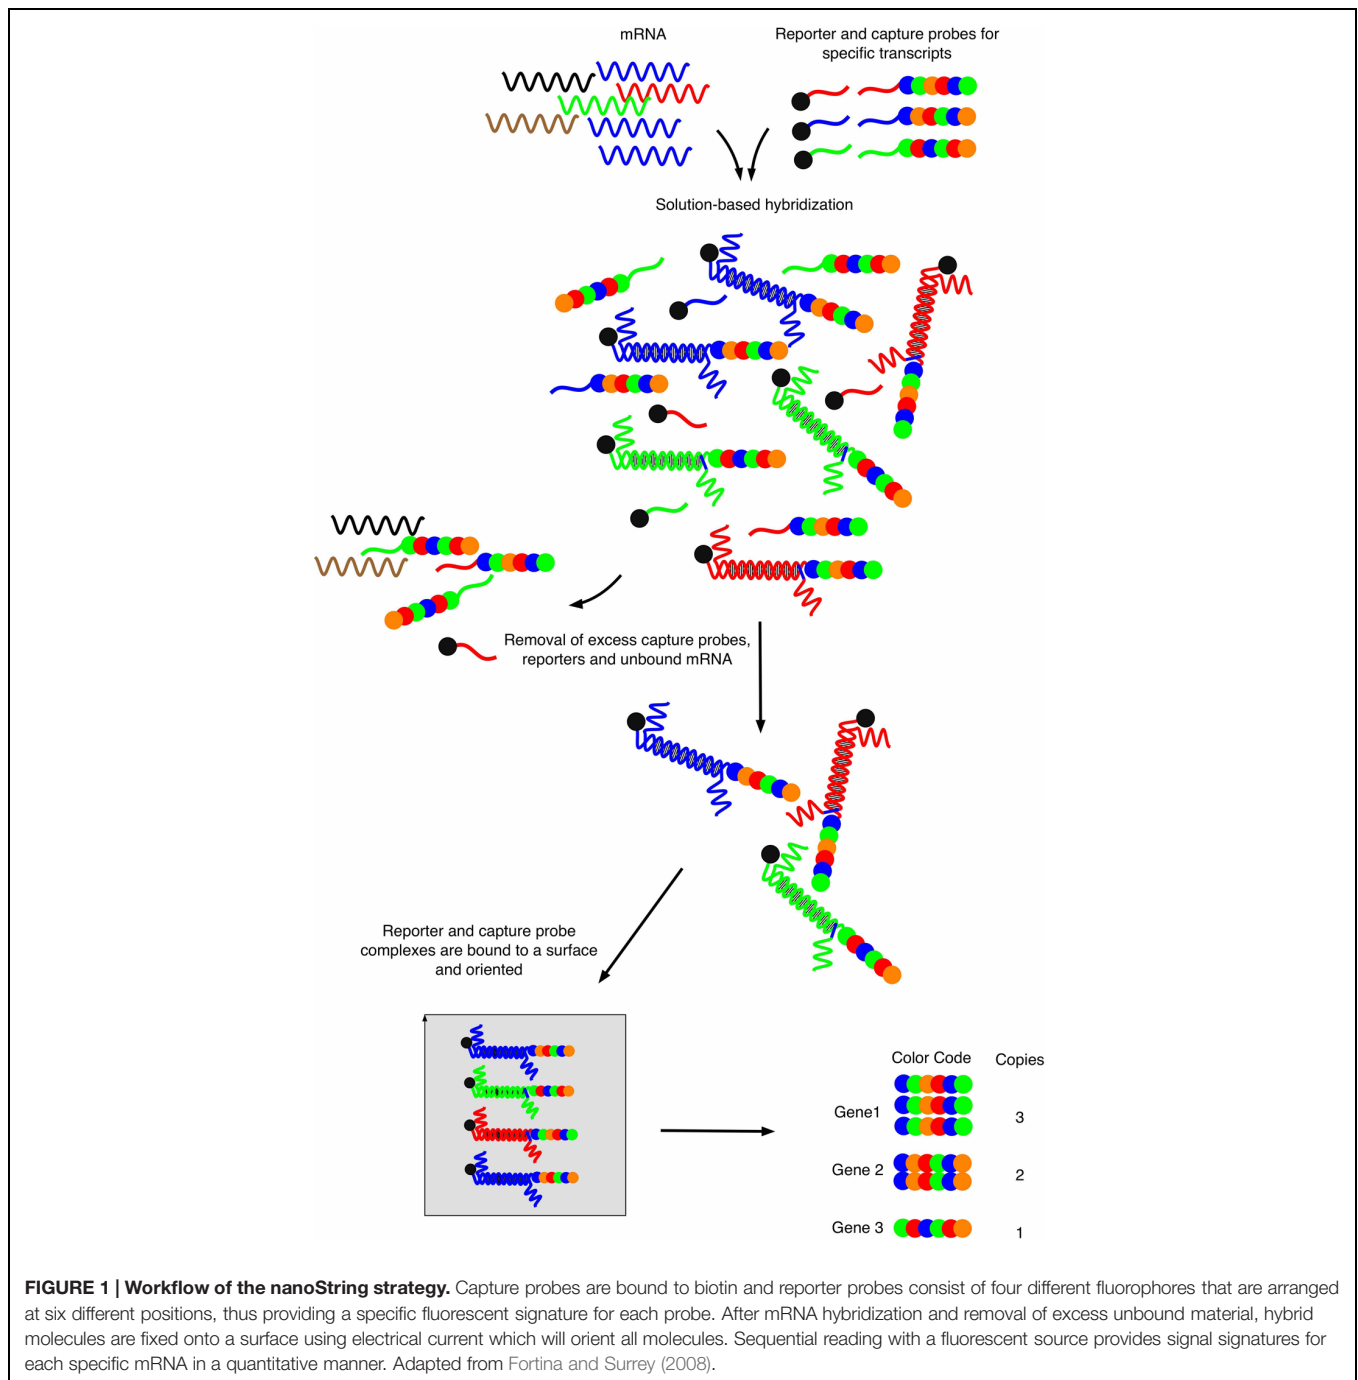 mRNA
Reporter and capture probes for
specific transcripts
Solution-based hybridization
Removal of excess capture probes,
reporters and unbound mRNA
Reporter and capture probe
complexes are bound to a surface
and oriented
Color Code
Copies
Gene1
3
Gene 2
2
Gene 3
1
FIGURE 1 | Workflow of the nanoString strategy. Capture probes are bound to biotin and reporter probes consist of four different fluorophores that are arranged
at six different positions, thus providing a specific fluorescent signature for each probe. After mRNA hybridization and removal of excess unbound material, hybrid
molecules are fixed onto a surface using electrical current which will orient all molecules. Sequential reading with a fluorescent source provides signal signatures for
each specific mRNA in a quantitative manner. Adapted from Fortina and Surrey (2008).